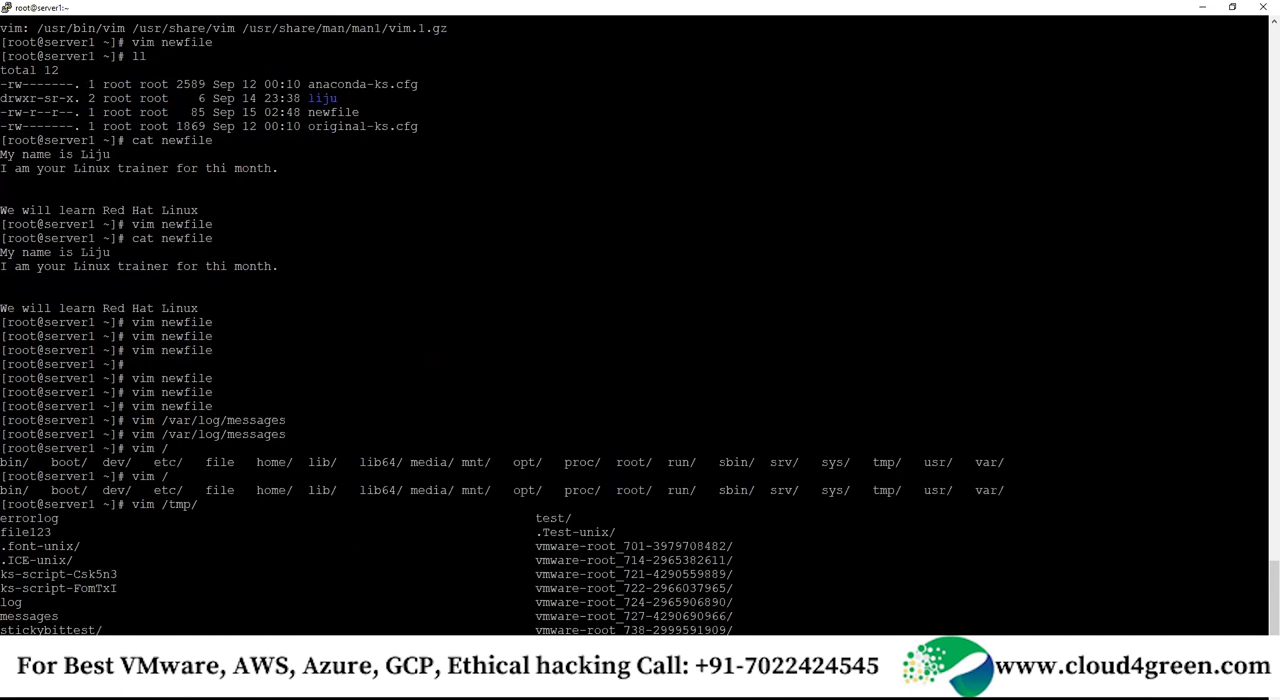 root@server1:~
vim: /usr/bin/vim /usr/share/vim /usr/share/man/man1/vim.1.gz
[root@server1 ~]# vim newfile
[root@server1 ~]# ll
total 12
-rw-------. 1 root root 2589 Sep 12 00:10 anaconda-ks.cfg
drwxr-sr-x. 2 root root    6 Sep 14 23:38 liju
-rw-r--r--. 1 root root   85 Sep 15 02:48 newfile
-rw-------. 1 root root 1869 Sep 12 00:10 original-ks.cfg
[root@server1 ~]# cat newfile
My name is Liju
I am your Linux trainer for thi month.
We will learn Red Hat Linux
[root@server1 ~]# vim newfile
[root@server1 ~]# cat newfile
My name is Liju
I am your Linux trainer for thi month.
We will learn Red Hat Linux
[root@server1 ~]# vim newfile
[root@server1 ~]# vim newfile
[root@server1 ~]# vim newfile
[root@server1 ~]#
[root@server1 ~]# vim newfile
[root@server1 ~]# vim newfile
[root@server1 ~]# vim newfile
[root@server1 ~]# vim /var/log/messages
[root@server1 ~]# vim /var/log/messages
[root@server1 ~]# vim /
bin/   boot/  dev/   etc/   file   home/  lib/   lib64/ media/ mnt/   opt/   proc/  root/  run/   sbin/  srv/   sys/   tmp/   usr/   var/
[root@server1 ~]# vim /
bin/   boot/  dev/   etc/   file   home/  lib/   lib64/ media/ mnt/   opt/   proc/  root/  run/   sbin/  srv/   sys/   tmp/   usr/   var/
[root@server1 ~]# vim /tmp/
errorlog test/
file123 .Test-unix/
.font-unix/ vmware-root_701-3979708482/
.ICE-unix/ vmware-root_714-2965382611/
ks-script-Csk5n3 vmware-root_721-4290559889/
ks-script-FomTxI vmware-root_722-2966037965/
log vmware-root_724-2965906890/
messages vmware-root_727-4290690966/
stickybittest/ vmware-root_738-2999591909/
For Best VMware, AWS, Azure, GCP, Ethical hacking Call: +91-7022424545 www.cloud4green.com